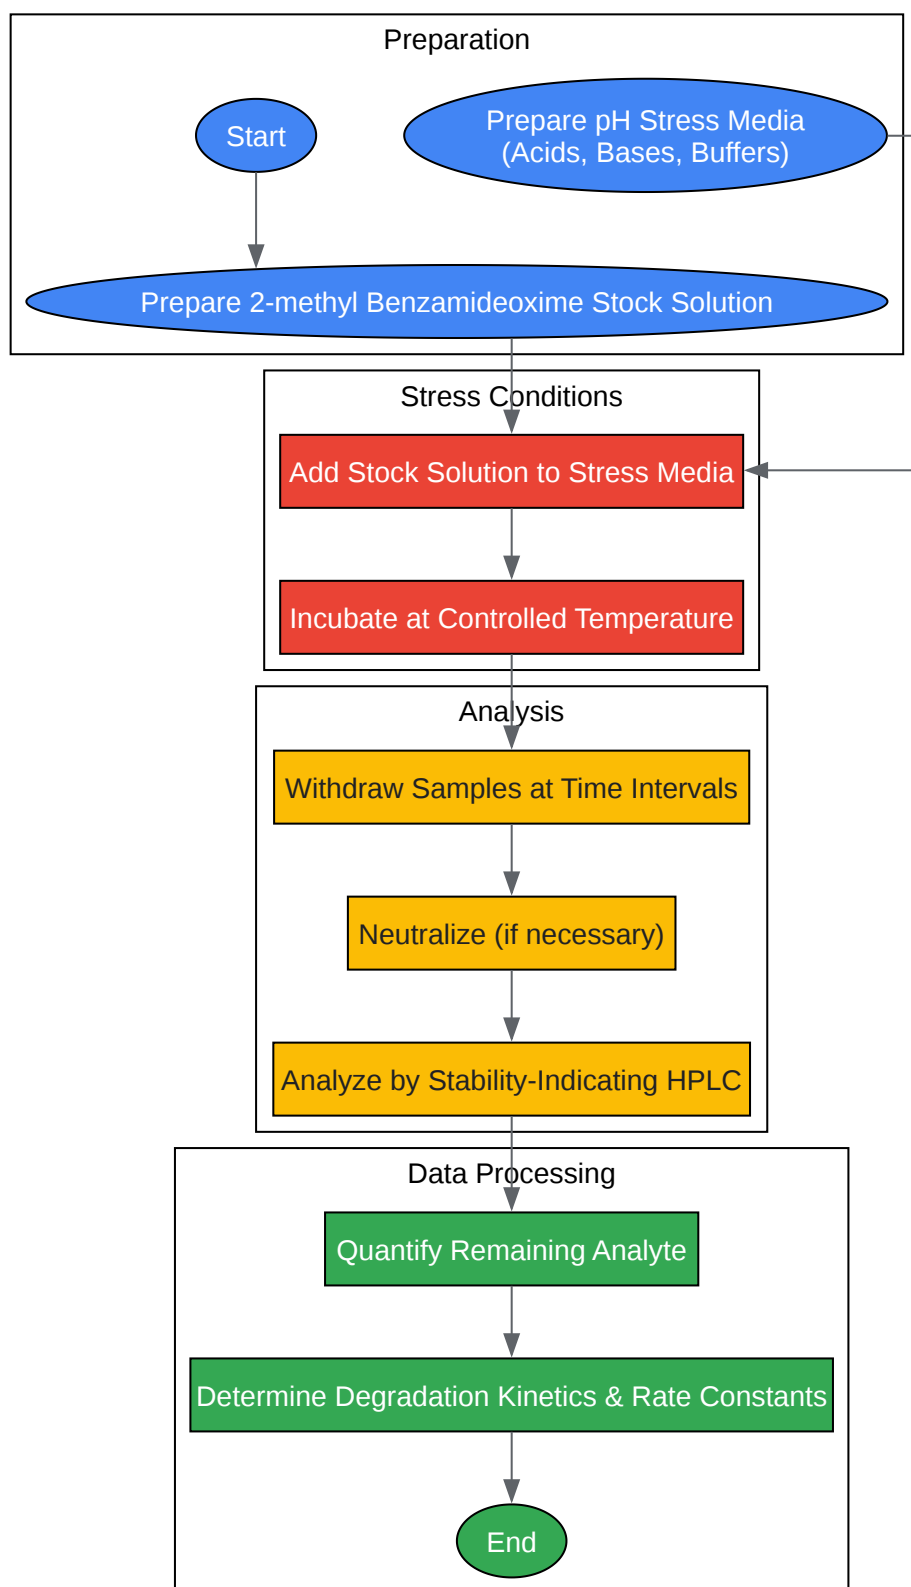 Preparation
Start
Prepare pH Stress Media
(Acids, Bases, Buffers)
Prepare 2-methyl Benzamideoxime Stock Solution
Stress Conditions
Add Stock Solution to Stress Media
Incubate at Controlled Temperature
Analysis
Withdraw Samples at Time Intervals
Neutralize (if necessary)
Analyze by Stability-Indicating HPLC
Data Processing
Quantify Remaining Analyte
Determine Degradation Kinetics & Rate Constants
End